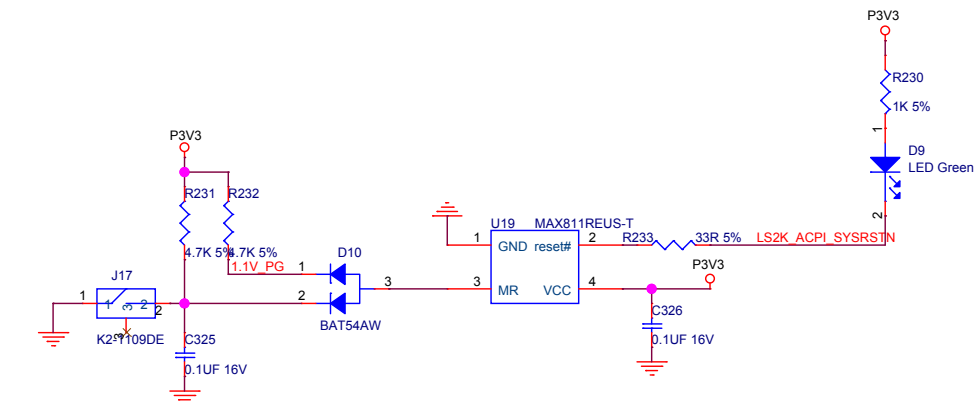 P3V3
R230
1K 5%
1
D9
LED Green
2
P3V3
R231
R232
4.7K 5%
4.7K 5%
1.1V_PG
1
D10
2
3
BAT54AW
J17
1
1
3
2
2
3
K2-1109DE
C325
0.1UF 16V
U19
MAX811REUS-T
1
GND
reset#
2
R233
33R 5%
LS2K_ACPI_SYSRSTN
3
MR
VCC
4
P3V3
C326
0.1UF 16V